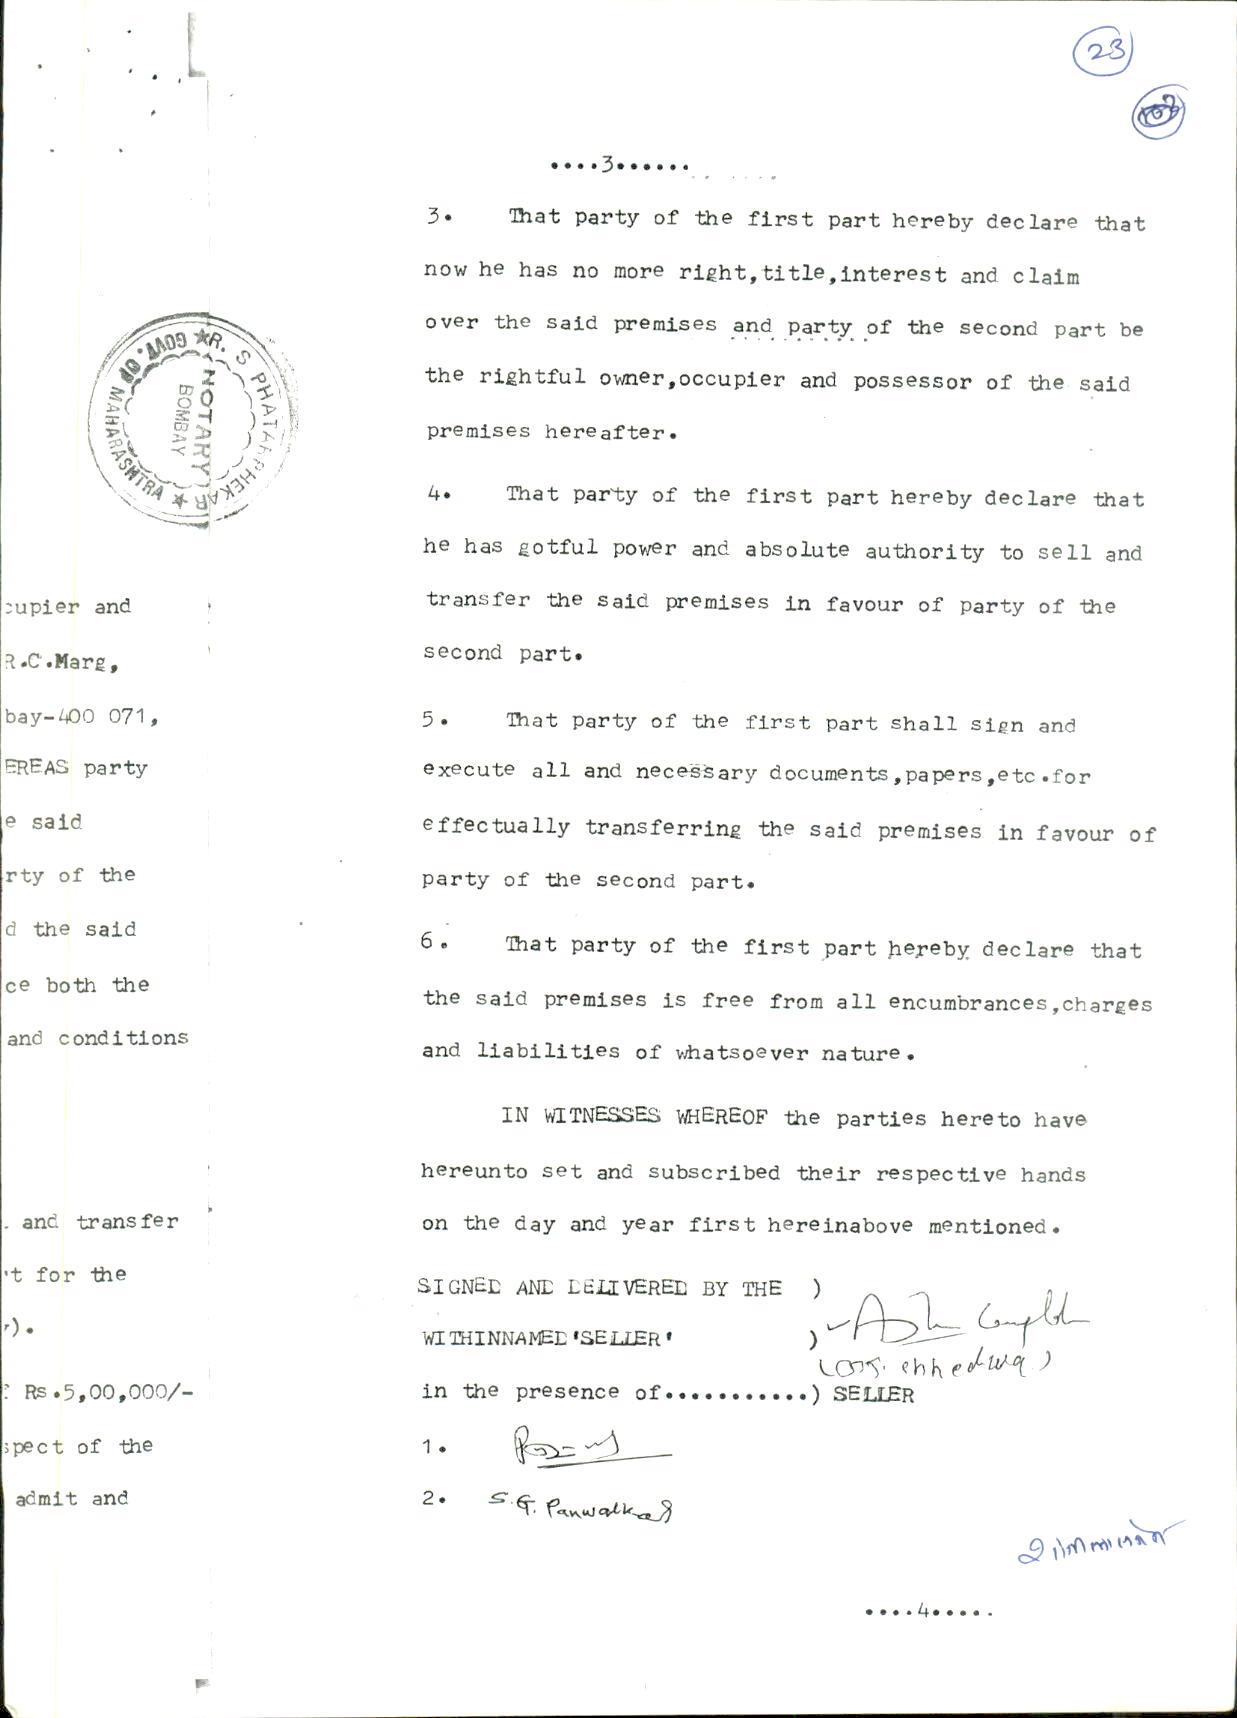 23
....3......
3. That party of the first part hereby declare that
now he has no more right,title,interest and claim
over the said premises and party of the second part be
the rightful owner,occupier and possessor of the said
premises hereafter.
4. That party of the first part hereby declare that
he has gotful power and absolute authority to sell and
transfer the said premises in favour of party of the
second part.
5. That party of the first part shall sign and
execute all and necessary documents,papers,etc.for
effectually transferring the said premises in favour of
party of the second part.
6. That party of the first part hereby declare that
the said premises is free from all encumbrances,charges
and liabilities of whatsoever nature.
IN WITNESSES WHEREOF the parties hereto have
hereunto set and subscribed their respective hands
on the day and year first hereinabove mentioned.
SIGNED AND DELIVERED BY THE )
WITHINNAMED'SELLER' )
in the presence of...........) SELLER
1.
2. S.G. Panwalkar
....4.....
R. S PHATARPHEKAR
NOTARY
BOMBAY
GOVT. OF MAHARASHTRA
cupier and
R.C.Marg,
bay-400 071,
EREAS party
e said
rty of the
d the said
ce both the
and conditions
. and transfer
't for the
).
Rs.5,00,000/-
spect of the
admit and